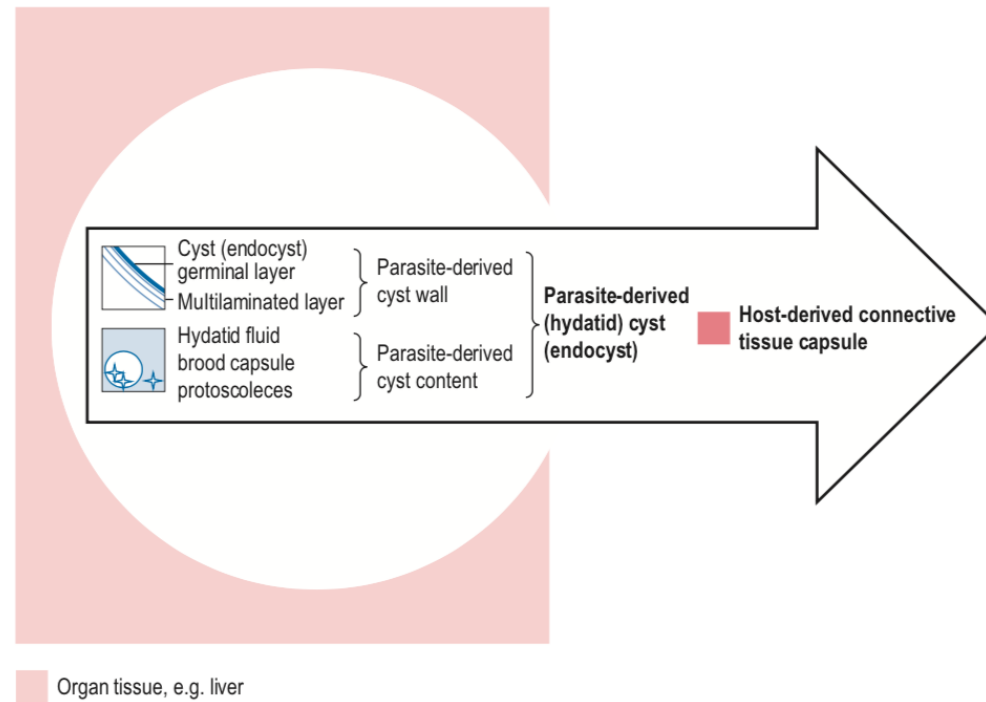 Cyst (endocyst)
germinal layer
Multilaminated layer
Parasite-derived
cyst wall
Hydatid fluid
brood capsule
protoscoleces
Parasite-derived
cyst content
Parasite-derived
(hydatid) cyst
(endocyst)
Host-derived connective
tissue capsule
Organ tissue, e.g. liver